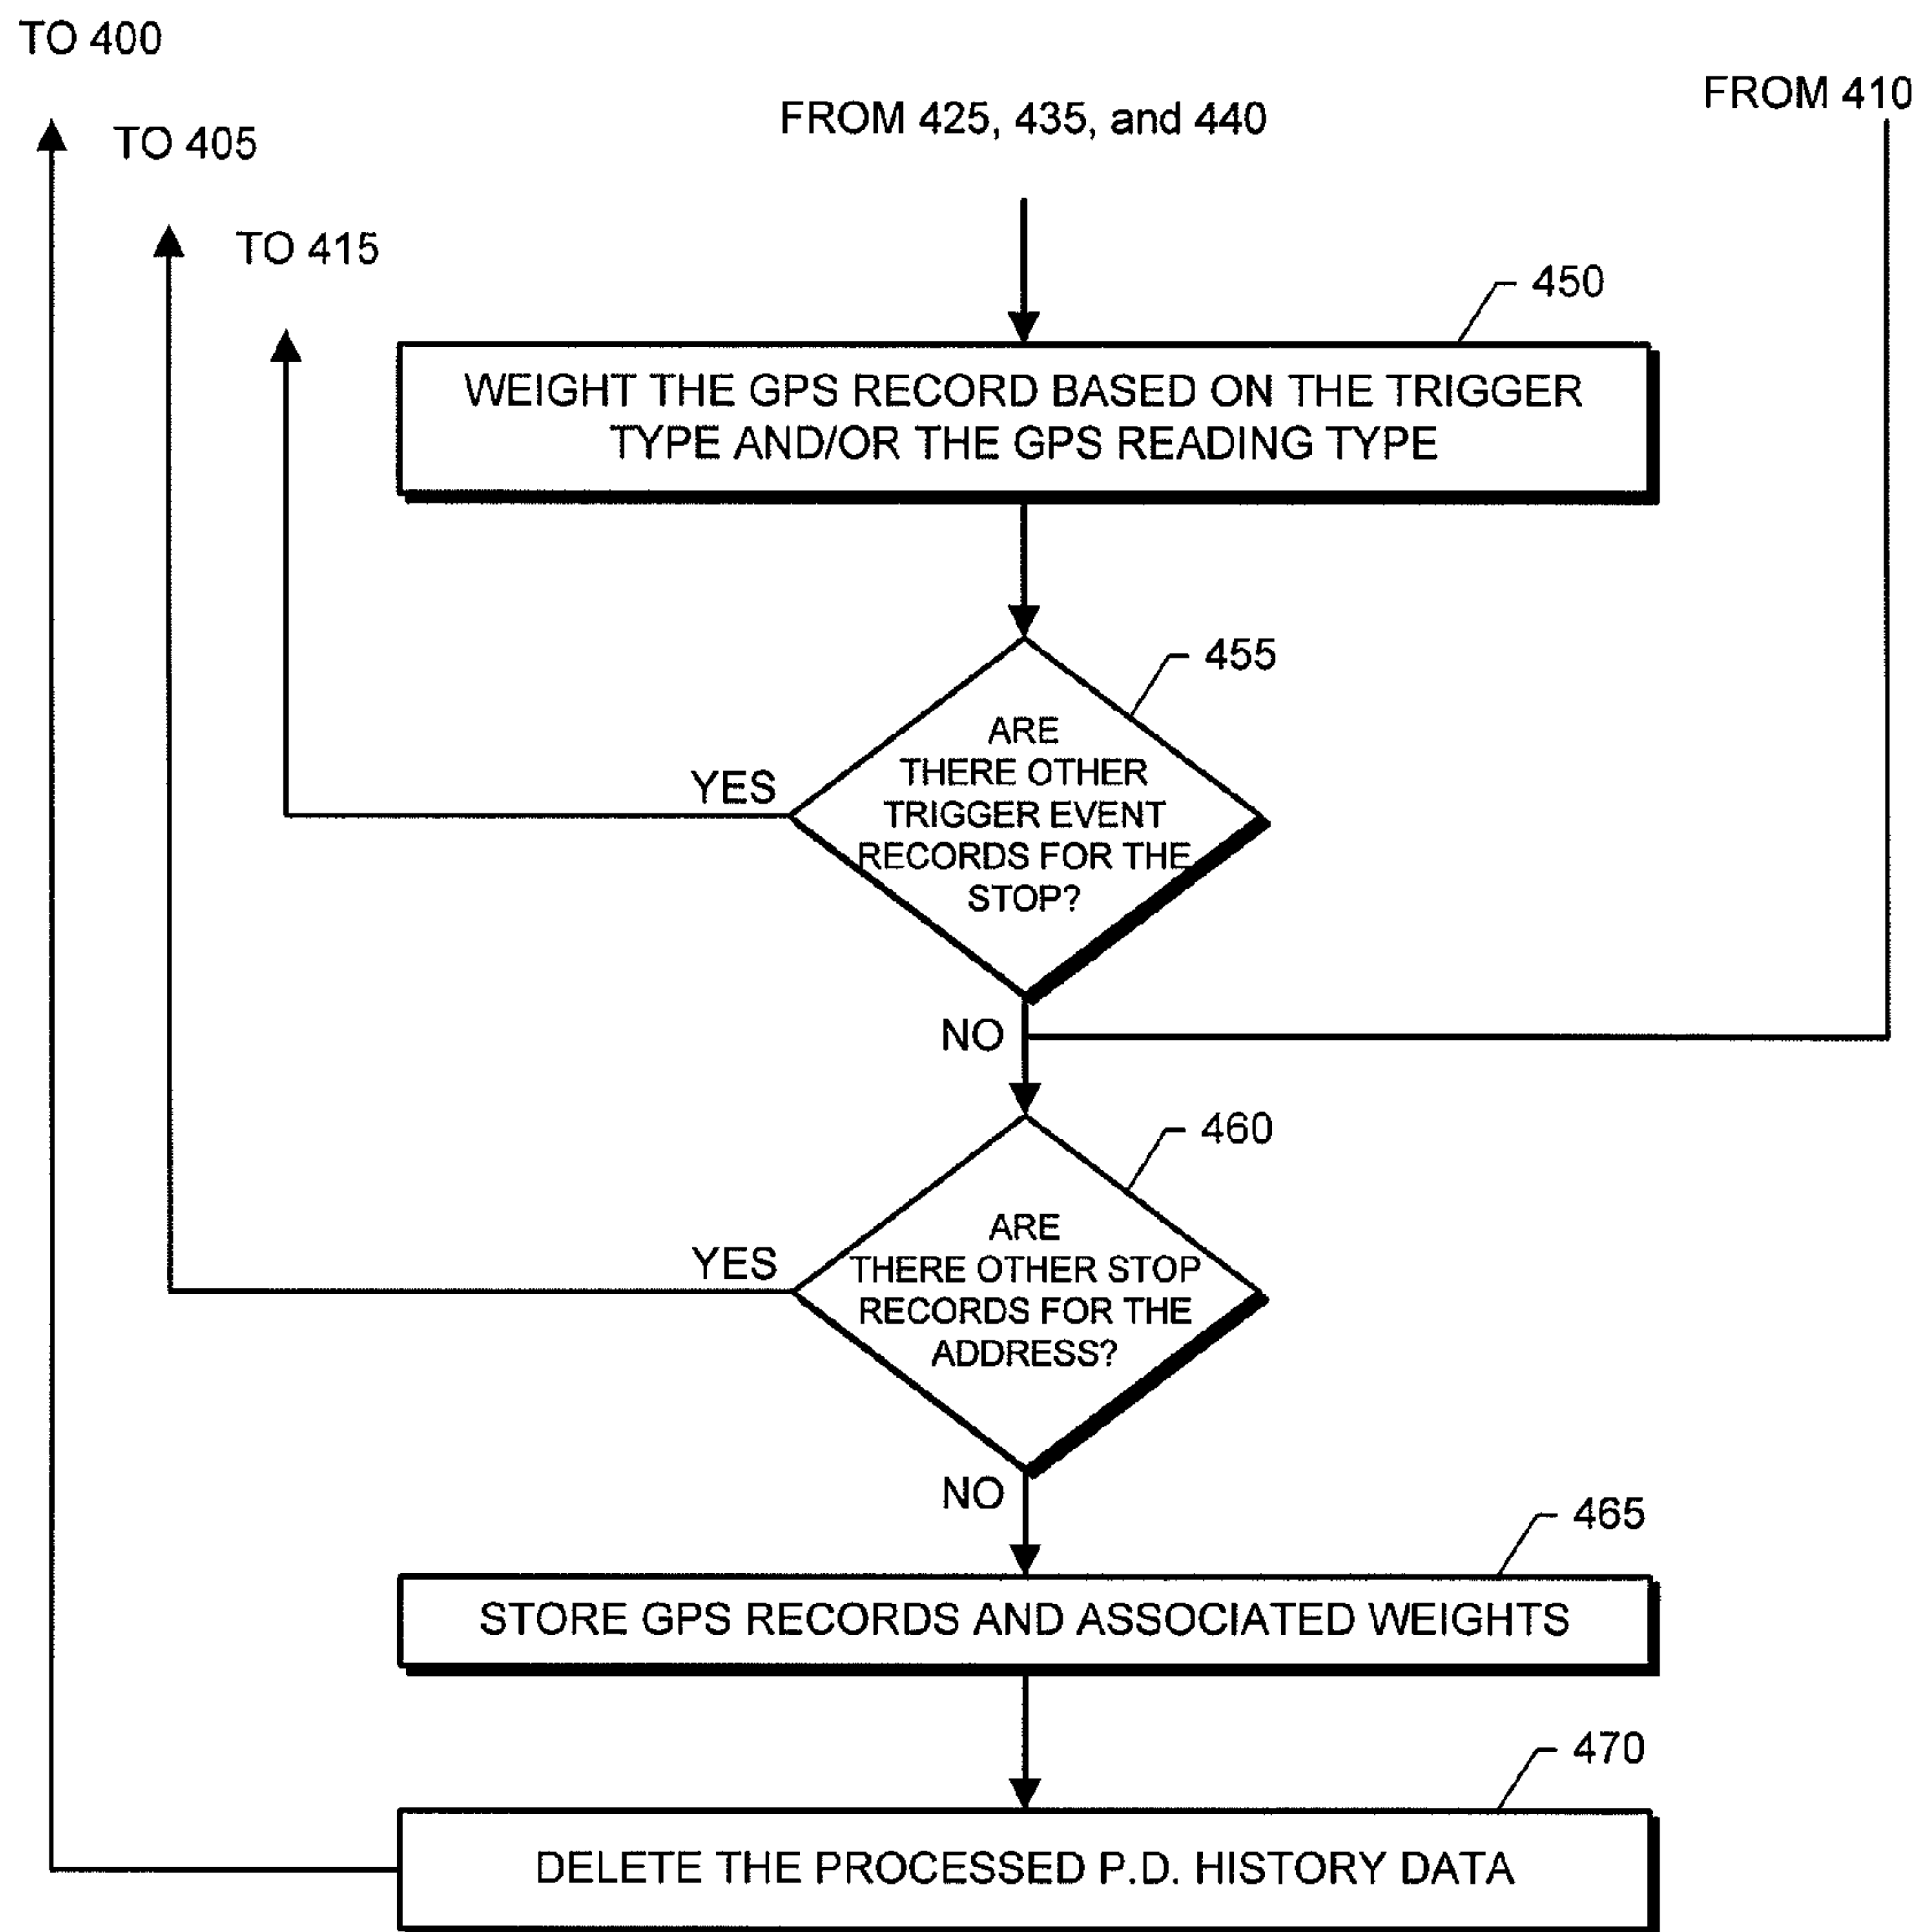 TO 400
FROM 410
FROM 425, 435, and 440
TO 405
TO 415
450
WEIGHT THE GPS RECORD BASED ON THE TRIGGER
TYPE AND/OR THE GPS READING TYPE
455
ARE
THERE OTHER
TRIGGER EVENT
RECORDS FOR THE
STOP?
YES
NO
460
ARE
THERE OTHER STOP
RECORDS FOR THE
ADDRESS?
YES
NO
465
STORE GPS RECORDS AND ASSOCIATED WEIGHTS
470
DELETE THE PROCESSED P.D. HISTORY DATA